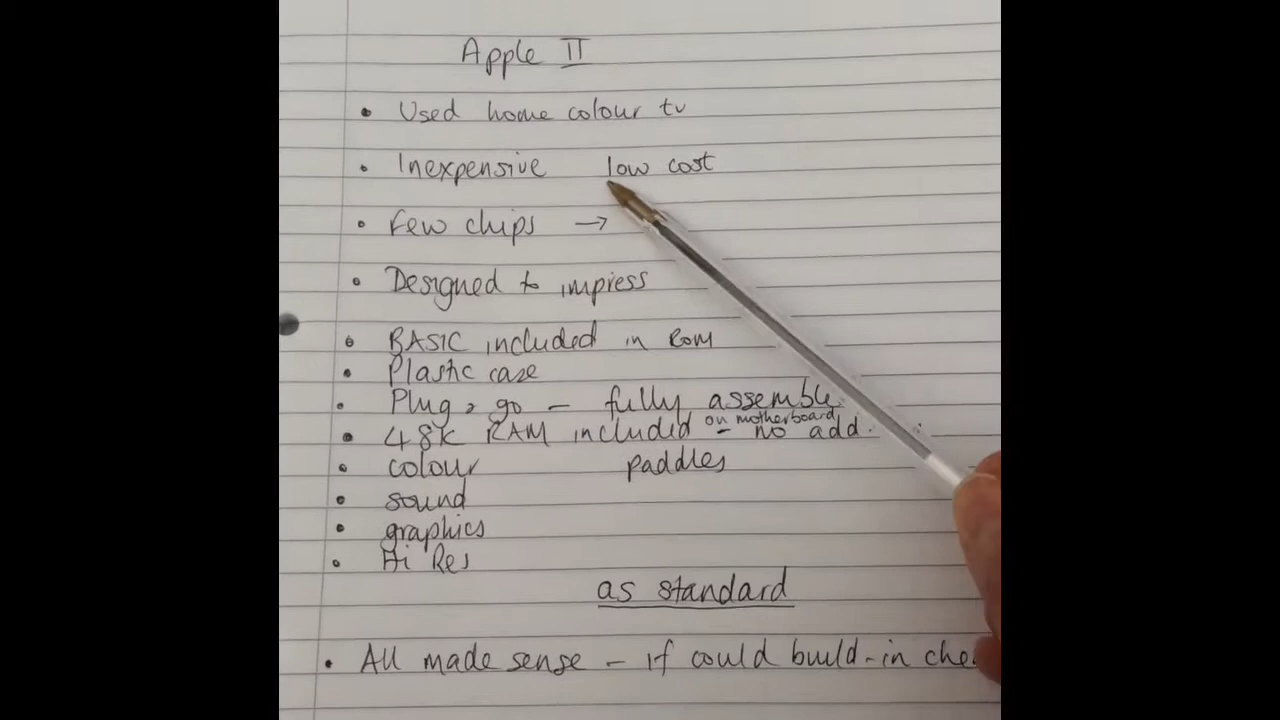 Apple II
• Used home colour tv
• Inexpensive low cost
• Few chips →
• Designed to impress
• BASIC included in ROM
• Plastic case
• Plug > go – fully assemble
on motherboard
• 48K RAM included – no add.
• colour paddles
• sound
• graphics
• Hi Res
as standard
• All made sense – if could build-in